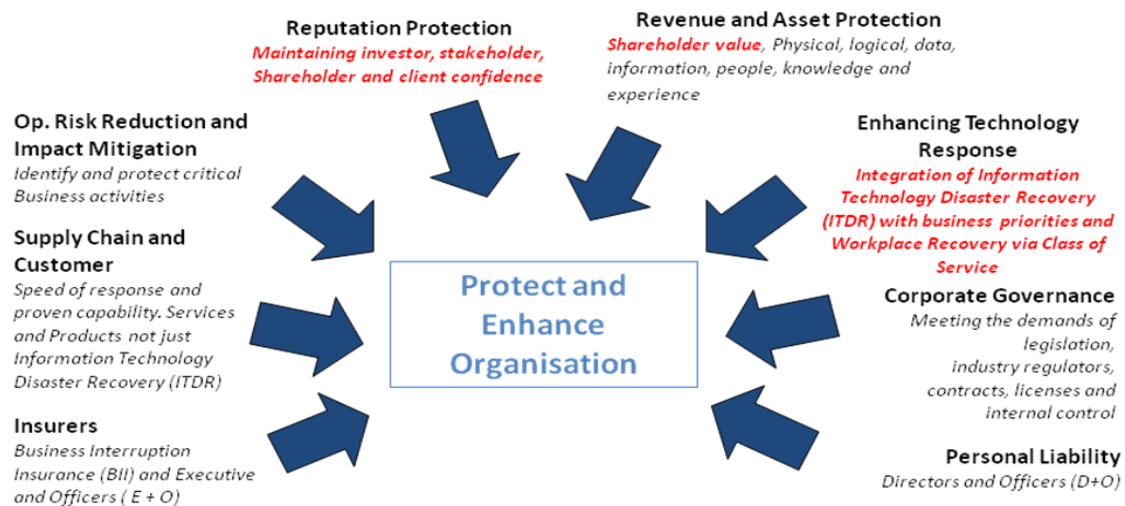 Reputation Protection
Maintaining investor, stakeholder,
Shareholder and client confidence
Revenue and Asset Protection
Shareholder value, Physical, logical, data,
information, people, knowledge and
experience
Op. Risk Reduction and
Impact Mitigation
Identify and protect critical
Business activities
Enhancing Technology
Response
Integration of Information
Technology Disaster Recovery
(ITDR) with business priorities and
Workplace Recovery via Class of
Service
Supply Chain and
Customer
Speed of response and
proven capability. Services
and Products not just
Information Technology
Disaster Recovery (ITDR)
Protect and
Enhance
Organisation
Corporate Governance
Meeting the demands of
legislation,
industry regulators,
contracts, licenses and
internal control
Insurers
Business Interruption
Insurance (BII) and Executive
and Officers ( E + O)
Personal Liability
Directors and Officers (D+O)